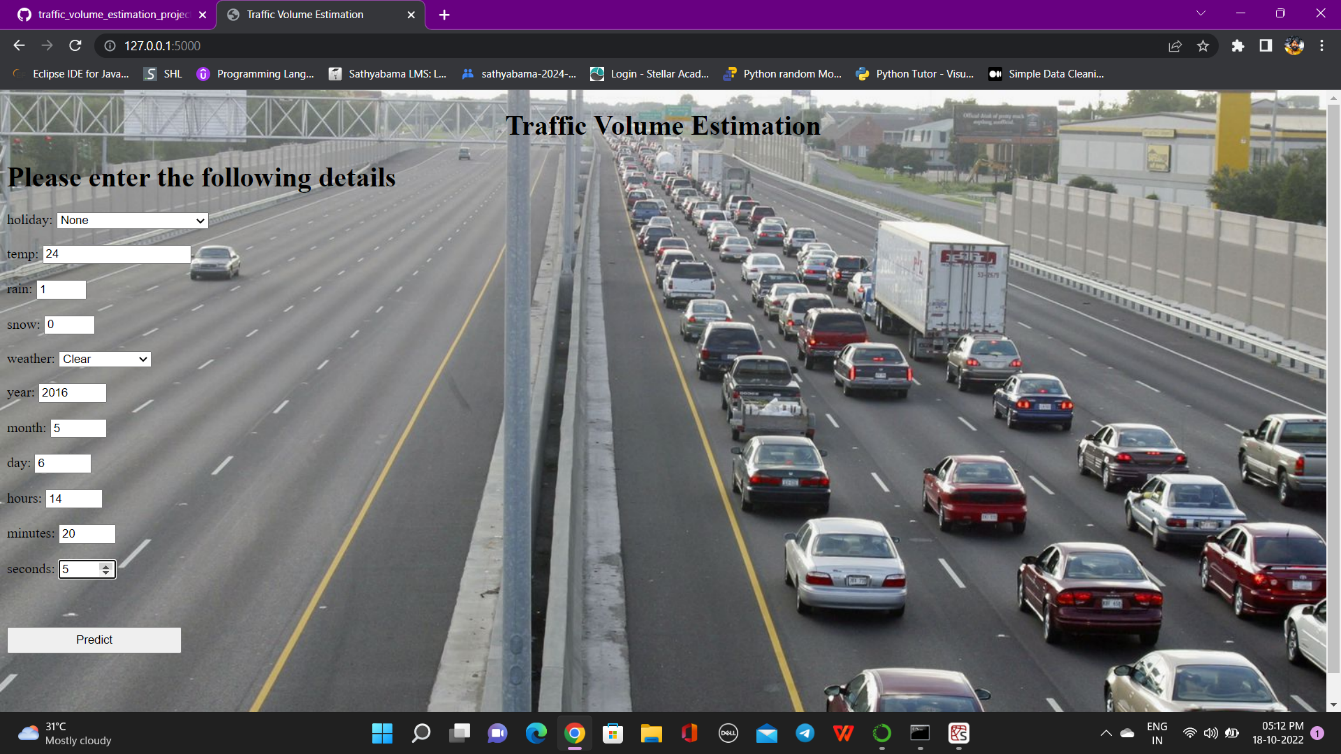 traffic_volume_estimation_projec
Traffic Volume Estimation
127.0.0.1:5000
Eclipse IDE for Java...
SHL
Programming Lang...
Sathyabama LMS: L...
sathyabama-2024-...
Login - Stellar Acad...
Python random Mo...
Python Tutor - Visu...
Simple Data Cleani...
Traffic Volume Estimation
Please enter the following details
holiday: None
temp: 24
rain: 1
snow: 0
weather: Clear
year: 2016
month: 5
day: 6
hours: 14
minutes: 20
seconds: 5
Predict
31°C
Mostly cloudy
DELL
ENG
IN
05:12 PM
18-10-2022
1